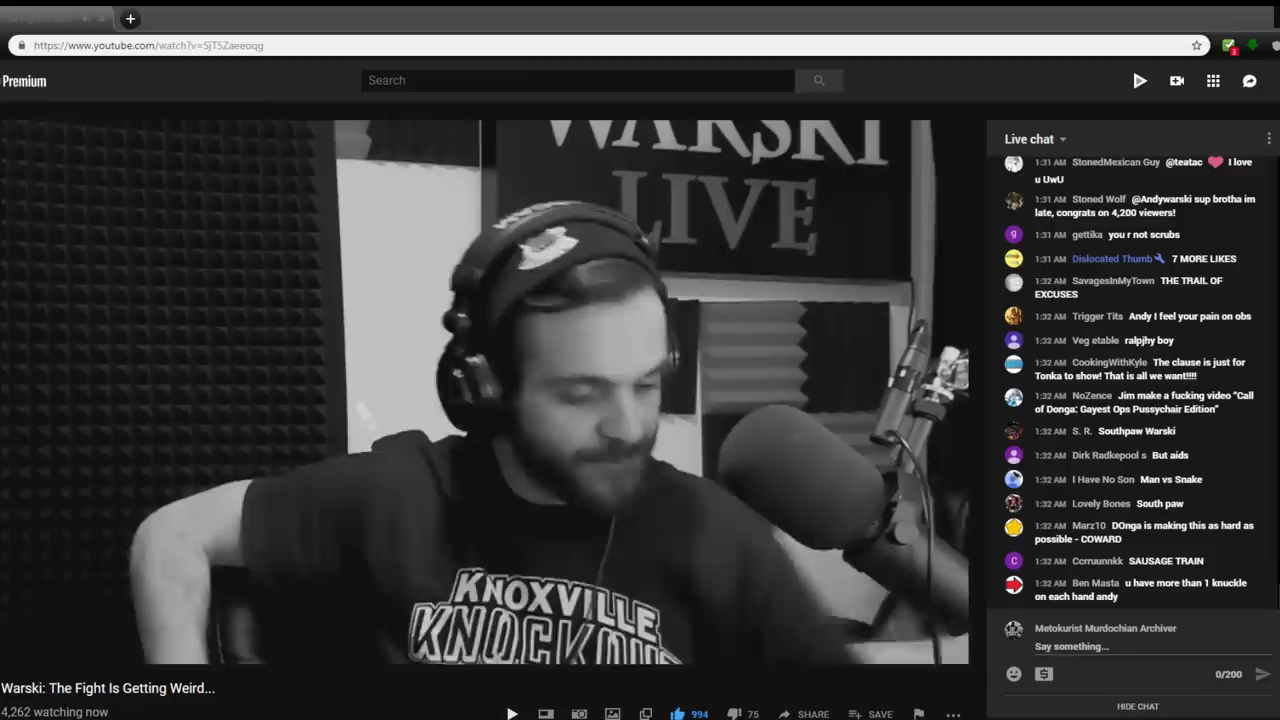 https://www.youtube.com/watch?v=SjT5Zaeeoqg
Premium
Search
WARSKI
LIVE
KNOXVILLE
KNOCKOUT
Live chat
1:31 AM StonedMexican Guy @teatac I love
u UwU
1:31 AM Stoned Wolf @Andywarski sup brotha im
late, congrats on 4,200 viewers!
g
1:31 AM gettika you r not scrubs
1:31 AM Dislocated Thumb 7 MORE LIKES
1:32 AM SavagesInMyTown THE TRAIL OF
EXCUSES
1:32 AM Trigger Tits Andy I feel your pain on obs
1:32 AM Veg etable ralpjhy boy
1:32 AM CookingWithKyle The clause is just for
Tonka to show! That is all we want!!!!
1:32 AM NoZence Jim make a fucking video "Call
of Donga: Gayest Ops Pussychair Edition"
1:32 AM S. R. Southpaw Warski
1:32 AM Dirk Radkepool s But aids
1:32 AM I Have No Son Man vs Snake
1:32 AM Lovely Bones South paw
1:32 AM Marz10 DOnga is making this as hard as
possible - COWARD
C
1:32 AM Ccrruunnkk SAUSAGE TRAIN
1:32 AM Ben Masta u have more than 1 knuckle
on each hand andy
Metokurist Murdochian Archiver
Say something...
0/200
HIDE CHAT
Warski: The Fight Is Getting Weird...
4,262 watching now
994
75
SHARE
SAVE
3